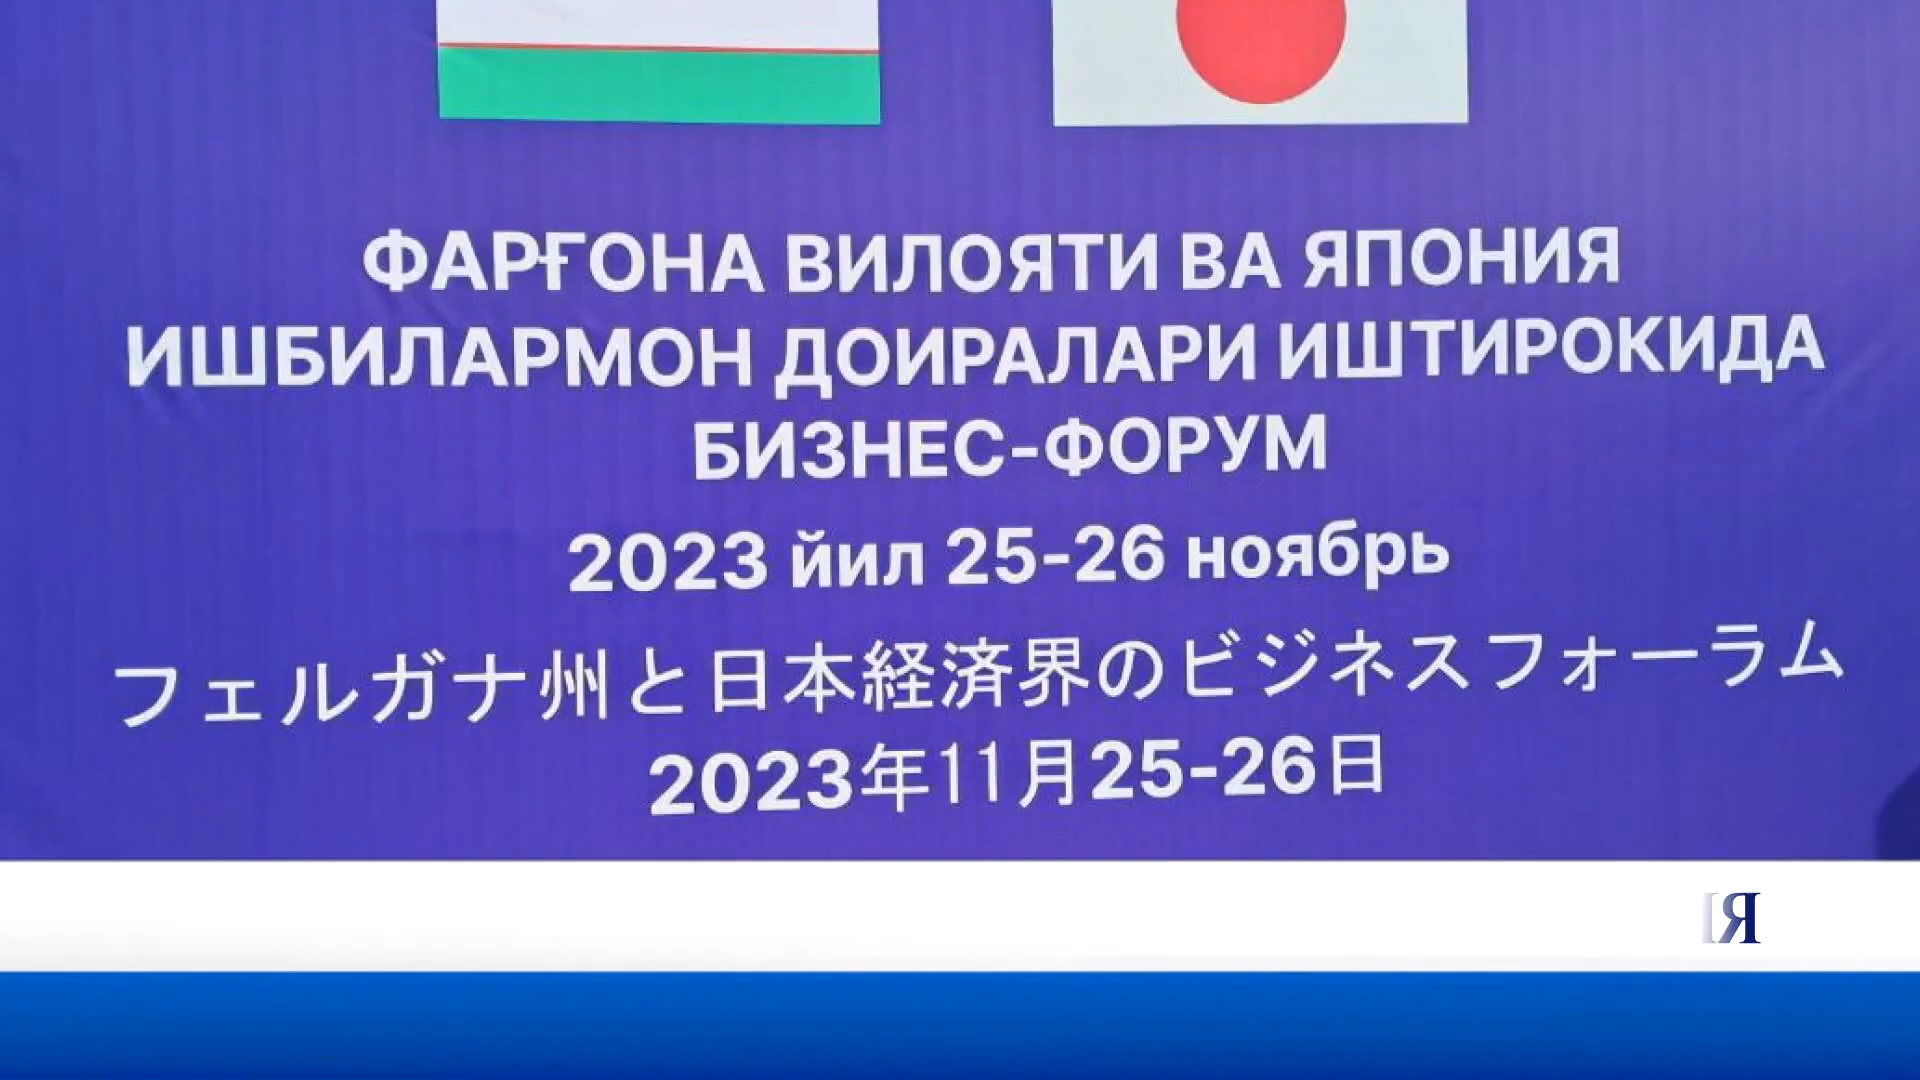 ФАРҒОНА ВИЛОЯТИ ВА ЯПОНИЯ
ИШБИЛАРМОН ДОИРАЛАРИ ИШТИРОКИДА
БИЗНЕС-ФОРУМ
2023 йил 25-26 ноябрь
フェルガナ州と日本経済界のビジネスフォーラム
2023年11月25-26日